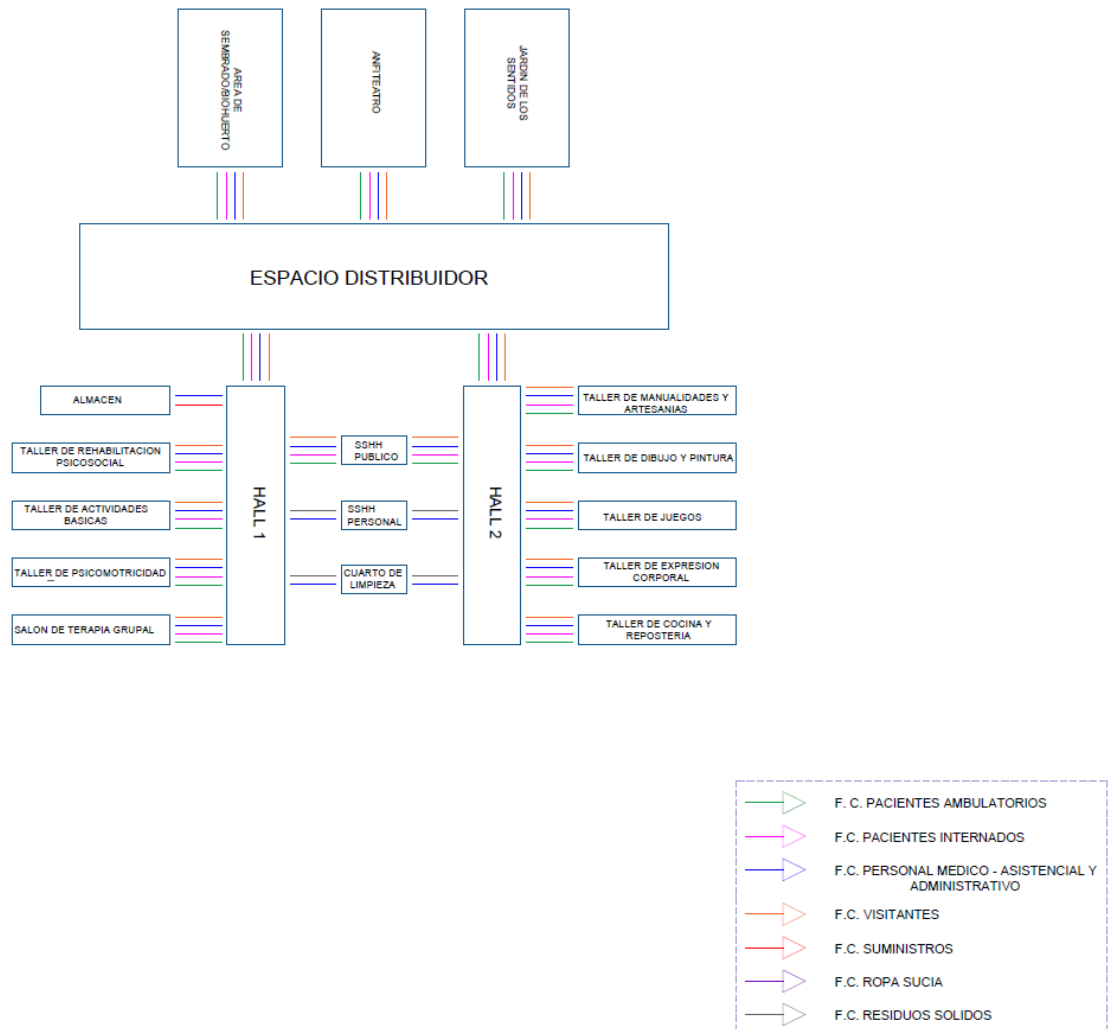 AREA DE
SEMBRADO/BIOHUERTO
ANFITEATRO
JARDIN DE LOS
SENTIDOS
ESPACIO DISTRIBUIDOR
ALMACEN
TALLER DE REHABILITACION
PSICOSOCIAL
TALLER DE ACTIVIDADES
BASICAS
TALLER DE PSICOMOTRICIDAD
SALON DE TERAPIA GRUPAL
HALL 1
SSHH
PUBLICO
SSHH
PERSONAL
CUARTO DE
LIMPIEZA
HALL 2
TALLER DE MANUALIDADES Y
ARTESANIAS
TALLER DE DIBUJO Y PINTURA
TALLER DE JUEGOS
TALLER DE EXPRESION
CORPORAL
TALLER DE COCINA Y
REPOSTERIA
F. C. PACIENTES AMBULATORIOS
F.C. PACIENTES INTERNADOS
F.C. PERSONAL MEDICO - ASISTENCIAL Y
ADMINISTRATIVO
F.C. VISITANTES
F.C. SUMINISTROS
F.C. ROPA SUCIA
F.C. RESIDUOS SOLIDOS